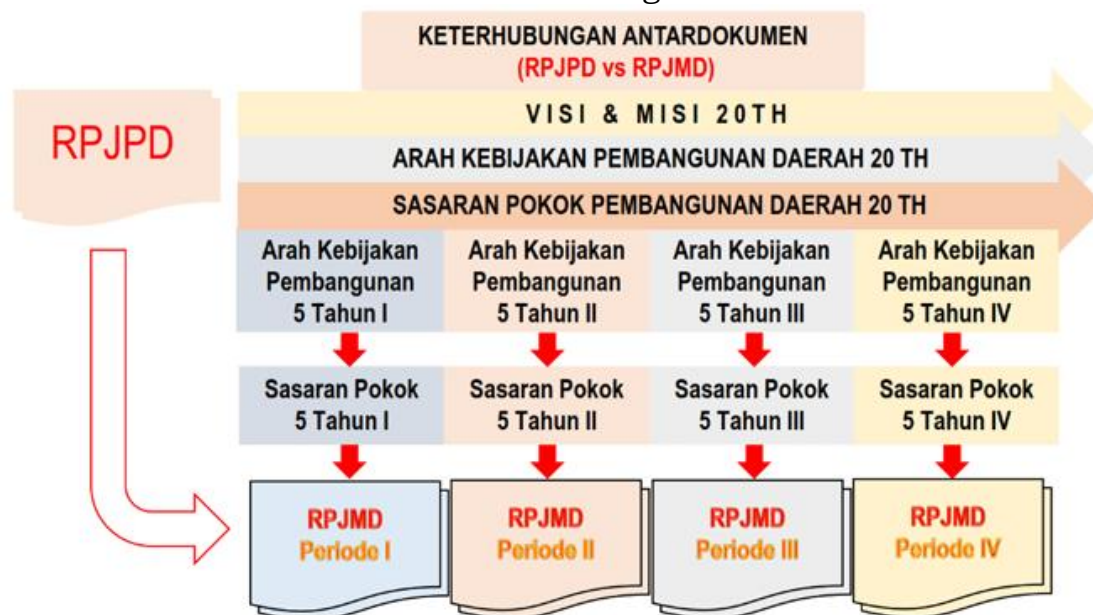 KETERHUBUNGAN ANTARDOKUMEN
(RPJPD vs RPJMD)
RPJPD
VISI & MISI 20TH
ARAH KEBIJAKAN PEMBANGUNAN DAERAH 20 TH
SASARAN POKOK PEMBANGUNAN DAERAH 20 TH
Arah Kebijakan
Pembangunan
5 Tahun I
Arah Kebijakan
Pembangunan
5 Tahun II
Arah Kebijakan
Pembangunan
5 Tahun III
Arah Kebijakan
Pembangunan
5 Tahun IV
Sasaran Pokok
5 Tahun I
Sasaran Pokok
5 Tahun II
Sasaran Pokok
5 Tahun III
Sasaran Pokok
5 Tahun IV
RPJMD
Periode I
RPJMD
Periode II
RPJMD
Periode III
RPJMD
Periode IV